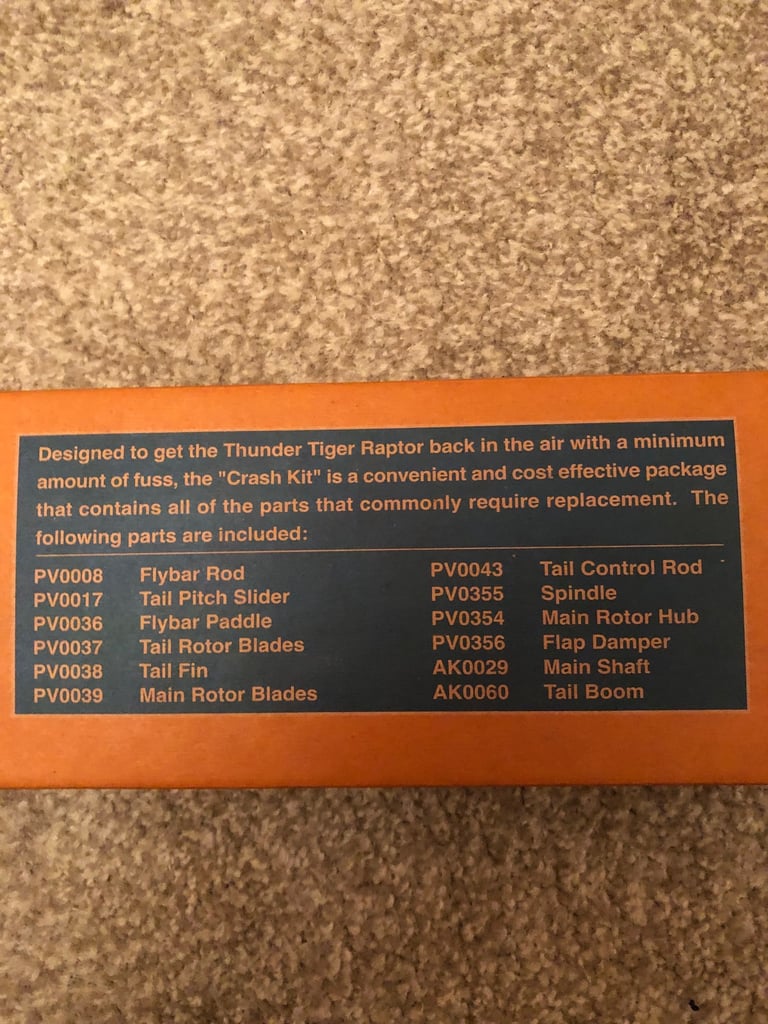 Designed to get the Thunder Tiger Raptor back in the air with a minimum
amount of fuss, the "Crash Kit" is a convenient and cost effective package
that contains all of the parts that commonly require replacement. The
following parts are included:
PV0008 Flybar Rod
PV0017 Tail Pitch Slider
PV0036 Flybar Paddle
PV0037 Tail Rotor Blades
PV0038 Tail Fin
PV0039 Main Rotor Blades
PV0043 Tail Control Rod
PV0355 Spindle
PV0354 Main Rotor Hub
PV0356 Flap Damper
AK0029 Main Shaft
AK0060 Tail Boom